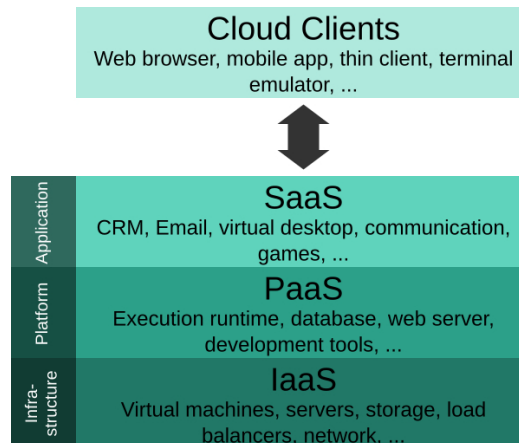 Cloud Clients
Web browser, mobile app, thin client, terminal
emulator, ...
Application
SaaS
CRM, Email, virtual desktop, communication,
games, ...
Platform
PaaS
Execution runtime, database, web server,
development tools, ...
Infra-
structure
IaaS
Virtual machines, servers, storage, load
balancers, network, ...